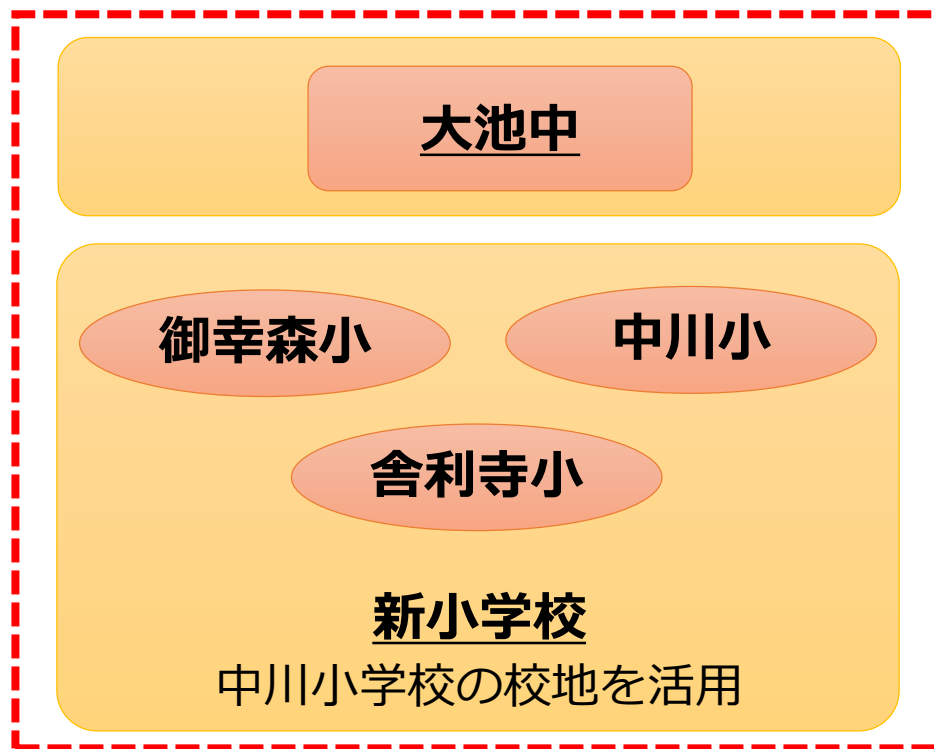 大池中
御幸森小
中川小
舎利寺小
新小学校
中川小学校の校地を活用